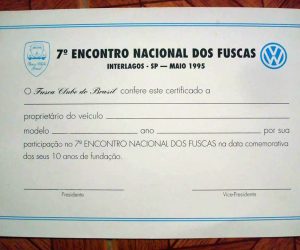 7º ENCONTRO NACIONAL DOS FUSCAS
INTERLAGOS - SP — MAIO 1995
O Fusca Clube do Brasil confere este certificado a
proprietário do veículo
modelo ano por sua
participação no 7º ENCONTRO NACIONAL DOS FUSCAS na data comemorativa
dos seus 10 anos de fundação.
Presidente Vice-Presidente